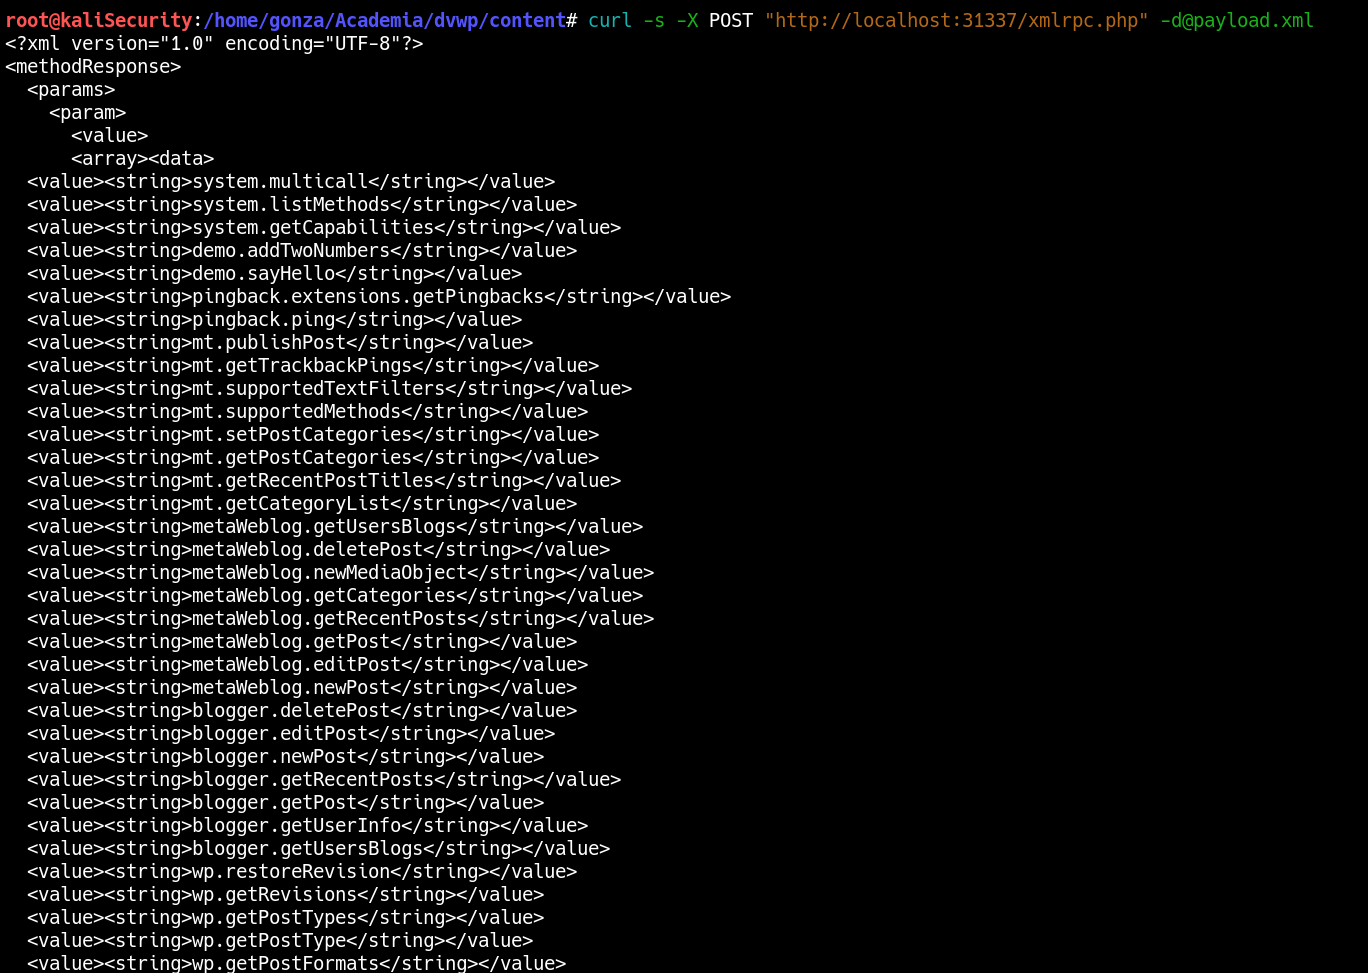 root@kaliSecurity:/home/gonza/Academia/dvwp/content# curl -s -X POST "http://localhost:31337/xmlrpc.php" -d@payload.xml
<?xml version="1.0" encoding="UTF-8"?>
<methodResponse>
  <params>
    <param>
      <value>
      <array><data>
  <value><string>system.multicall</string></value>
  <value><string>system.listMethods</string></value>
  <value><string>system.getCapabilities</string></value>
  <value><string>demo.addTwoNumbers</string></value>
  <value><string>demo.sayHello</string></value>
  <value><string>pingback.extensions.getPingbacks</string></value>
  <value><string>pingback.ping</string></value>
  <value><string>mt.publishPost</string></value>
  <value><string>mt.getTrackbackPings</string></value>
  <value><string>mt.supportedTextFilters</string></value>
  <value><string>mt.supportedMethods</string></value>
  <value><string>mt.setPostCategories</string></value>
  <value><string>mt.getPostCategories</string></value>
  <value><string>mt.getRecentPostTitles</string></value>
  <value><string>mt.getCategoryList</string></value>
  <value><string>metaWeblog.getUsersBlogs</string></value>
  <value><string>metaWeblog.deletePost</string></value>
  <value><string>metaWeblog.newMediaObject</string></value>
  <value><string>metaWeblog.getCategories</string></value>
  <value><string>metaWeblog.getRecentPosts</string></value>
  <value><string>metaWeblog.getPost</string></value>
  <value><string>metaWeblog.editPost</string></value>
  <value><string>metaWeblog.newPost</string></value>
  <value><string>blogger.deletePost</string></value>
  <value><string>blogger.editPost</string></value>
  <value><string>blogger.newPost</string></value>
  <value><string>blogger.getRecentPosts</string></value>
  <value><string>blogger.getPost</string></value>
  <value><string>blogger.getUserInfo</string></value>
  <value><string>blogger.getUsersBlogs</string></value>
  <value><string>wp.restoreRevision</string></value>
  <value><string>wp.getRevisions</string></value>
  <value><string>wp.getPostTypes</string></value>
  <value><string>wp.getPostType</string></value>
  <value><string>wp.getPostFormats</string></value>